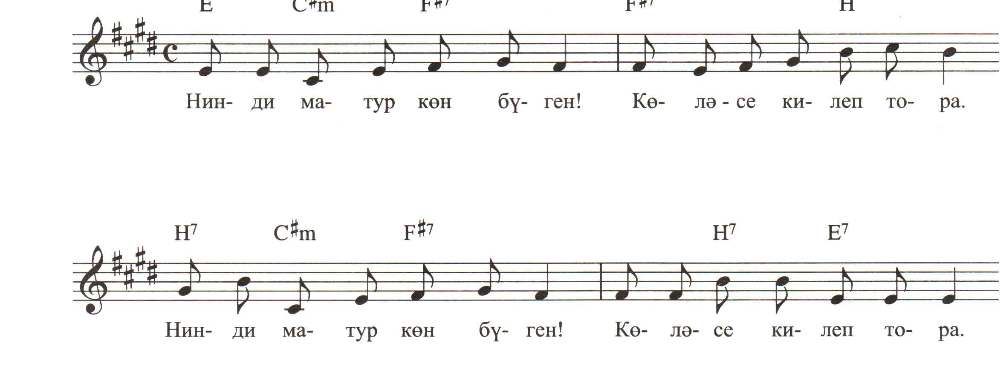 E C♯m F♯7 F♯7 H
Нин- ди ма- тур көн бү- ген! Кө- лә - се ки- леп то- ра.
H7 C♯m F♯7 H7 E7
Нин- ди ма- тур көн бү- ген! Кө- лә- се ки- леп то- ра.